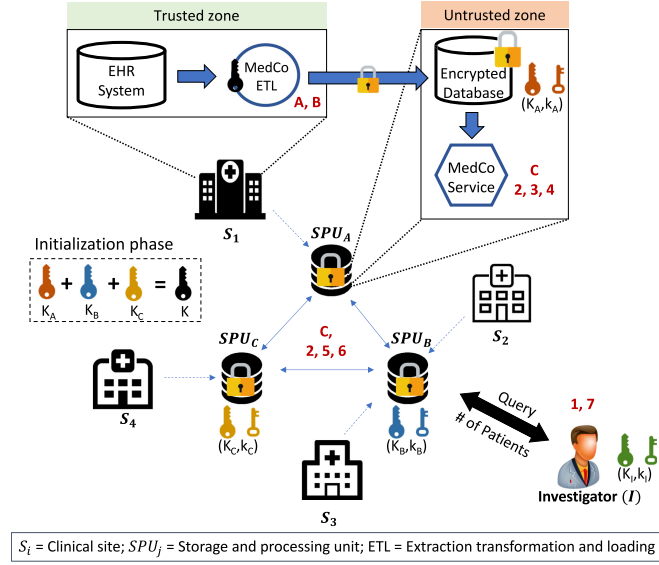 Trusted zone
Untrusted zone
EHR
System
MedCo
ETL
A, B
Encrypted
Database
(K_A,k_A)
MedCo
Service
C
2, 3, 4
S_1
SPU_A
Initialization phase
+ + =
K_A K_B K_C K
SPU_C
C,
2, 5, 6
SPU_B
S_2
S_4
(K_C,k_C)
(K_B,k_B)
S_3
Query
# of Patients
1, 7
(K_I,k_I)
Investigator (I)
S_i = Clinical site; SPU_j = Storage and processing unit; ETL = Extraction transformation and loading